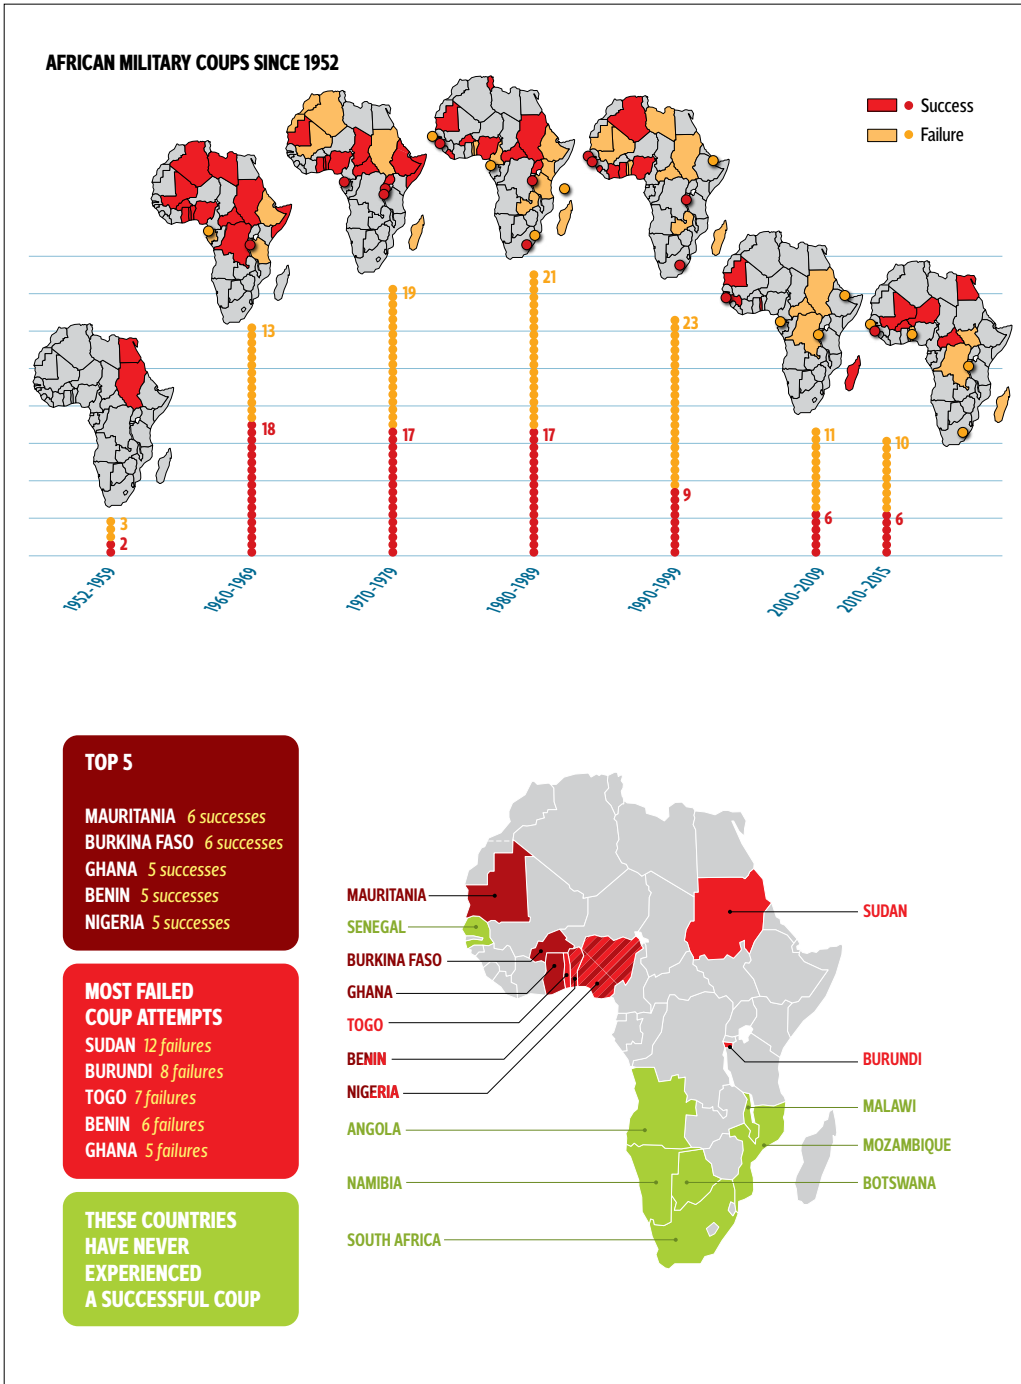 AFRICAN MILITARY COUPS SINCE 1952
Success
Failure
3
2
13
18
19
17
21
17
23
9
11
6
10
6
1952-1959
1960-1969
1970-1979
1980-1989
1990-1999
2000-2009
2010-2015
TOP 5
MAURITANIA 6 successes
BURKINA FASO 6 successes
GHANA 5 successes
BENIN 5 successes
NIGERIA 5 successes
MOST FAILED
COUP ATTEMPTS
SUDAN 12 failures
BURUNDI 8 failures
TOGO 7 failures
BENIN 6 failures
GHANA 5 failures
THESE COUNTRIES
HAVE NEVER
EXPERIENCED
A SUCCESSFUL COUP
MAURITANIA
SENEGAL
BURKINA FASO
GHANA
TOGO
BENIN
NIGERIA
ANGOLA
NAMIBIA
SOUTH AFRICA
SUDAN
BURUNDI
MALAWI
MOZAMBIQUE
BOTSWANA